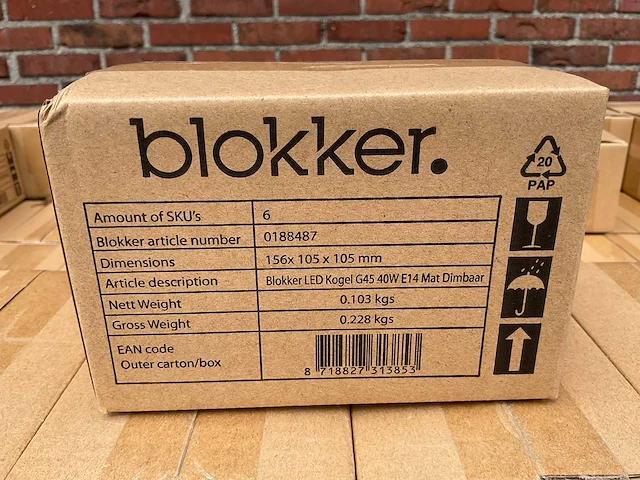 blokker.
Amount of SKU's 6
Blokker article number 0188487
Dimensions 156x 105 x 105 mm
Article description Blokker LED Kogel G45 40W E14 Mat Dimbaar
Nett Weight 0.103 kgs
Gross Weight 0.228 kgs
EAN code
Outer carton/box
8 718827 313853
20
PAP